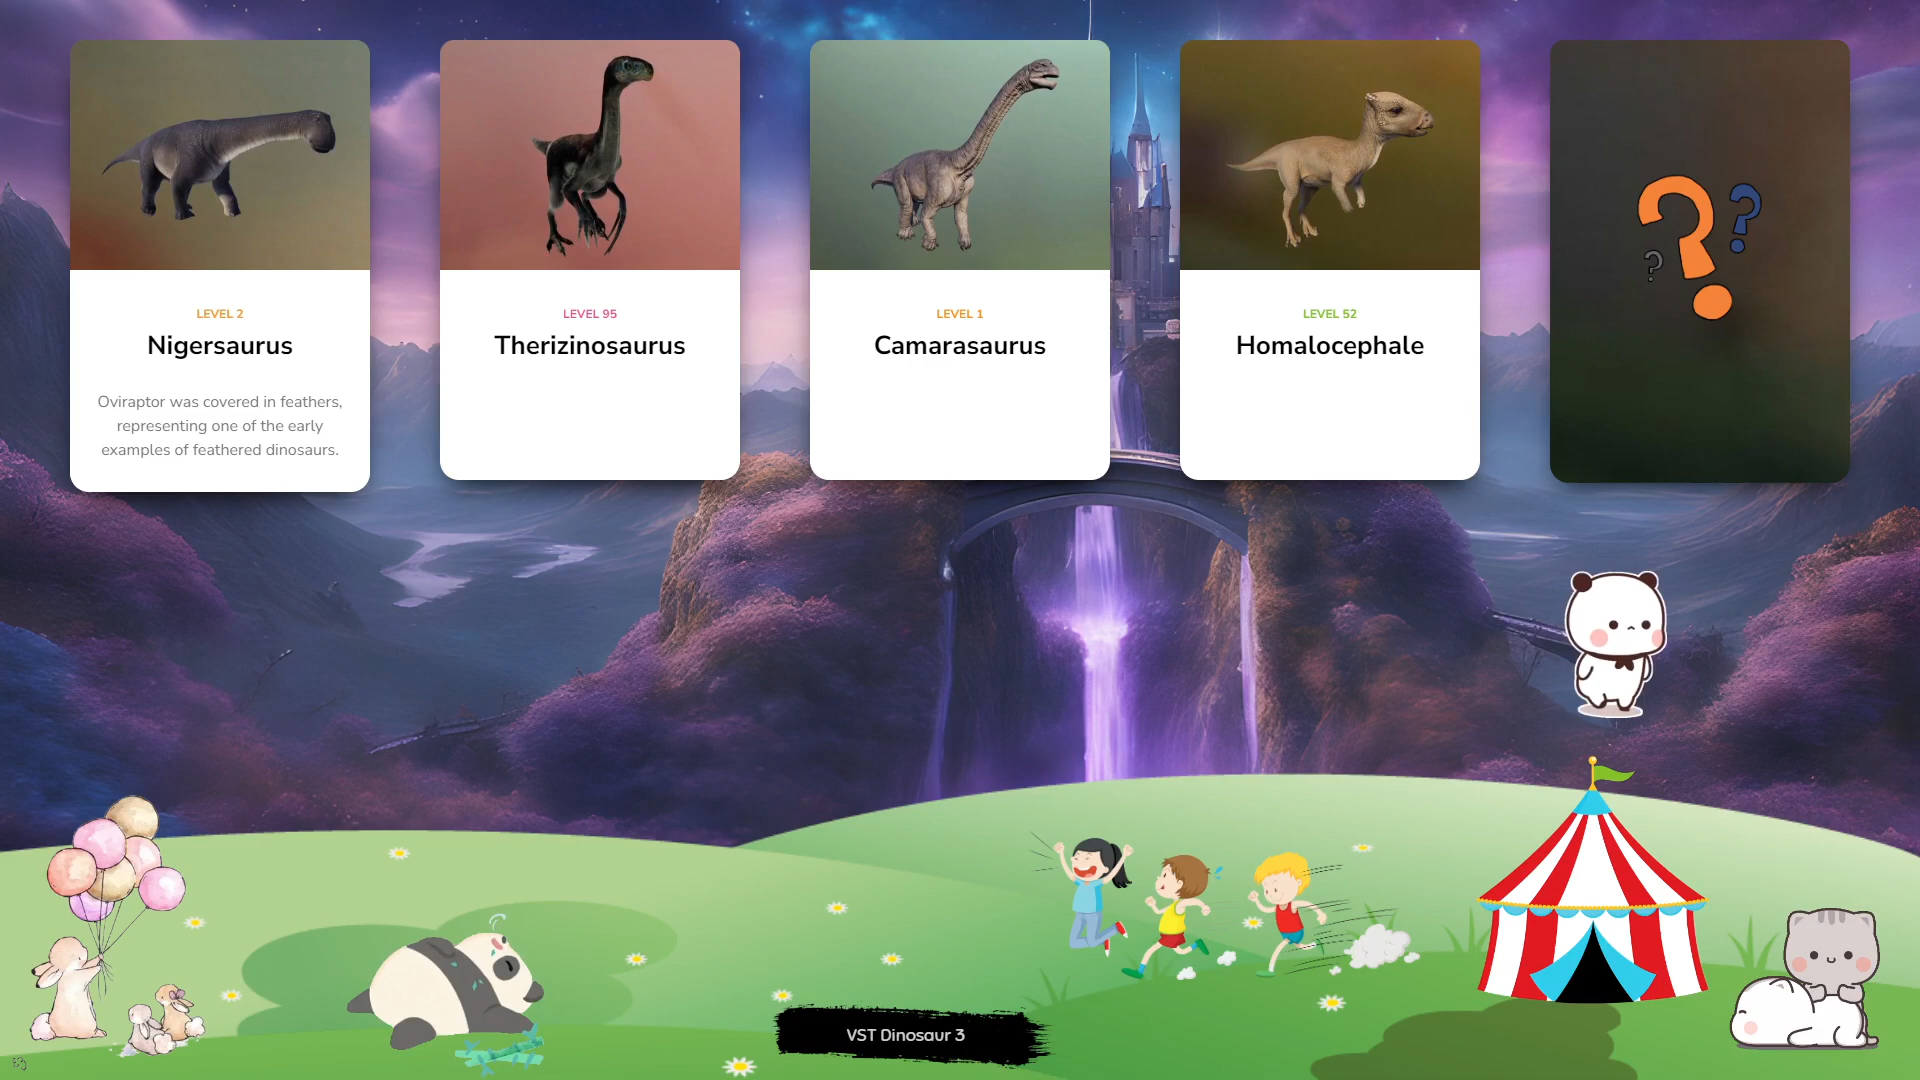 LEVEL 2
Nigersaurus
Oviraptor was covered in feathers,
representing one of the early
examples of feathered dinosaurs.
LEVEL 95
Therizinosaurus
LEVEL 1
Camarasaurus
LEVEL 52
Homalocephale
???
VST Dinosaur 3